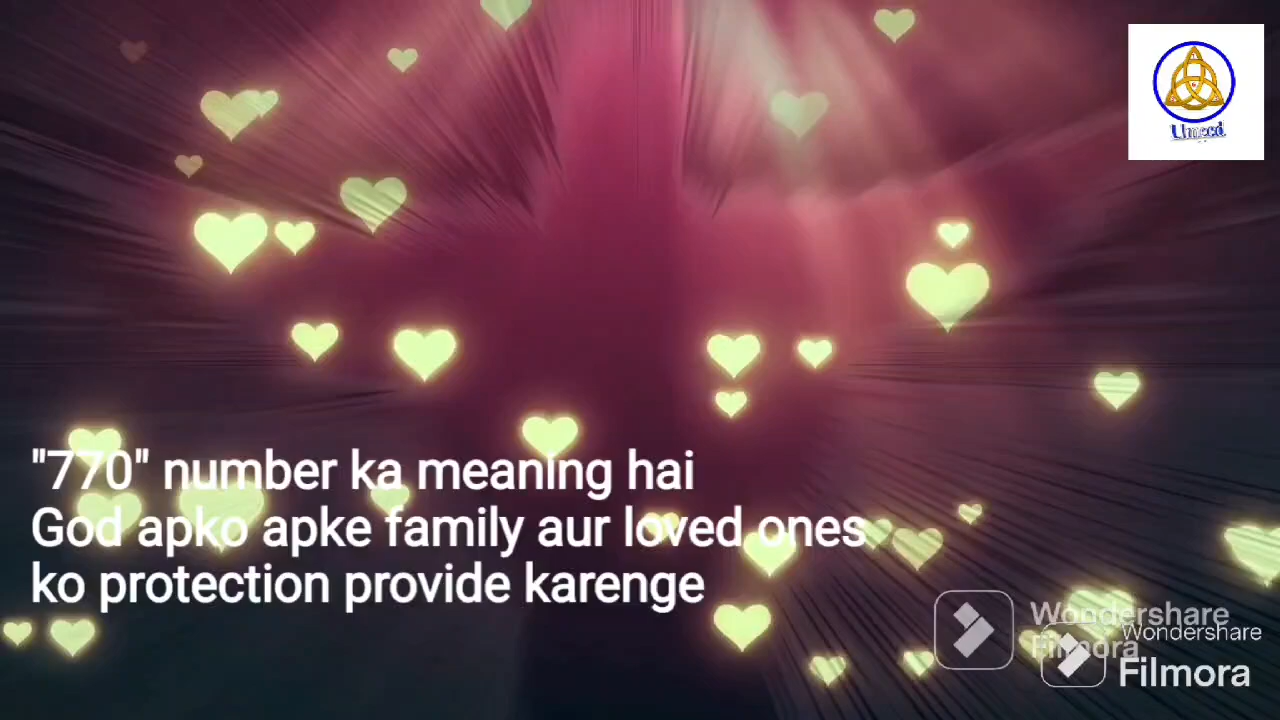 "770" number ka meaning hai
God apko apke family aur loved ones
ko protection provide karenge
Wondershare
Filmora
Wondershare
Filmora